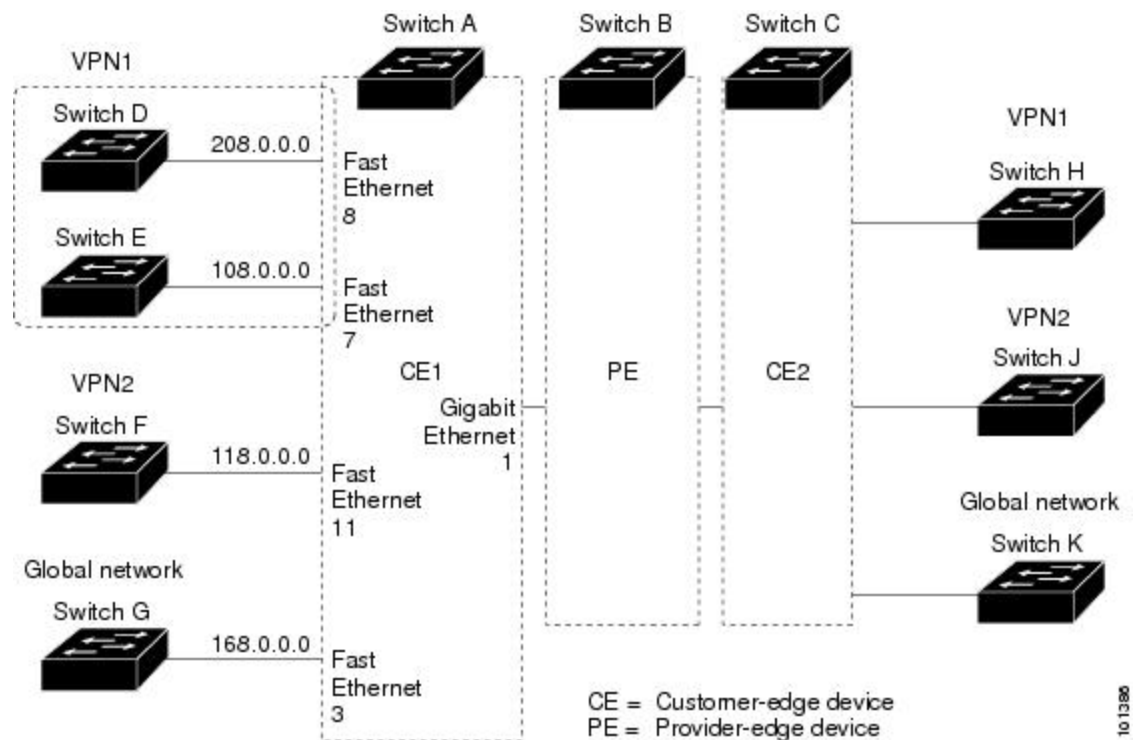 Switch A
Switch B
Switch C
VPN1
Switch D
208.0.0.0
Fast
Ethernet
8
Switch E
108.0.0.0
Fast
Ethernet
7
VPN2
Switch F
118.0.0.0
Fast
Ethernet
11
Global network
Switch G
168.0.0.0
Fast
Ethernet
3
CE1
Gigabit
Ethernet
1
PE
CE2
VPN1
Switch H
VPN2
Switch J
Global network
Switch K
CE = Customer-edge device
PE = Provider-edge device
101386